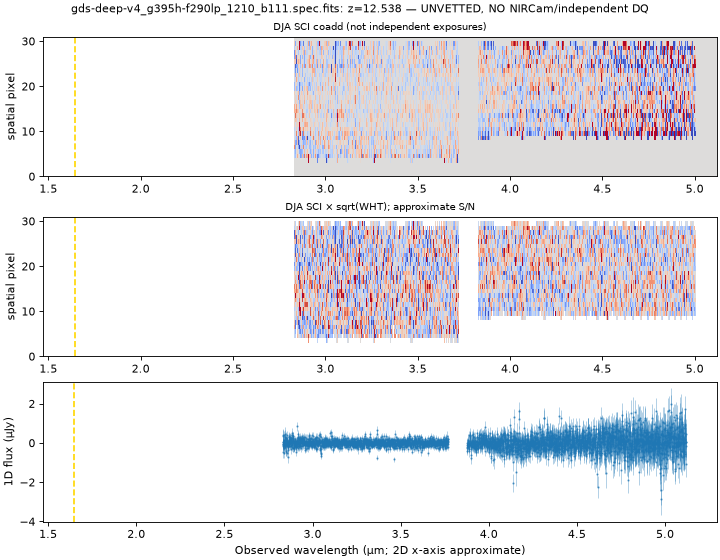 gds-deep-v4_g395h-f290lp_1210_b111.spec.fits: z=12.538 — UNVETTED, NO NIRCam/independent DQ
DJA SCI coadd (not independent exposures)
spatial pixel
30
20
10
0
1.5 2.0 2.5 3.0 3.5 4.0 4.5 5.0
DJA SCI × sqrt(WHT); approximate S/N
spatial pixel
30
20
10
0
1.5 2.0 2.5 3.0 3.5 4.0 4.5 5.0
1D flux (μJy)
2
0
−2
−4
1.5 2.0 2.5 3.0 3.5 4.0 4.5 5.0
Observed wavelength (μm; 2D x-axis approximate)